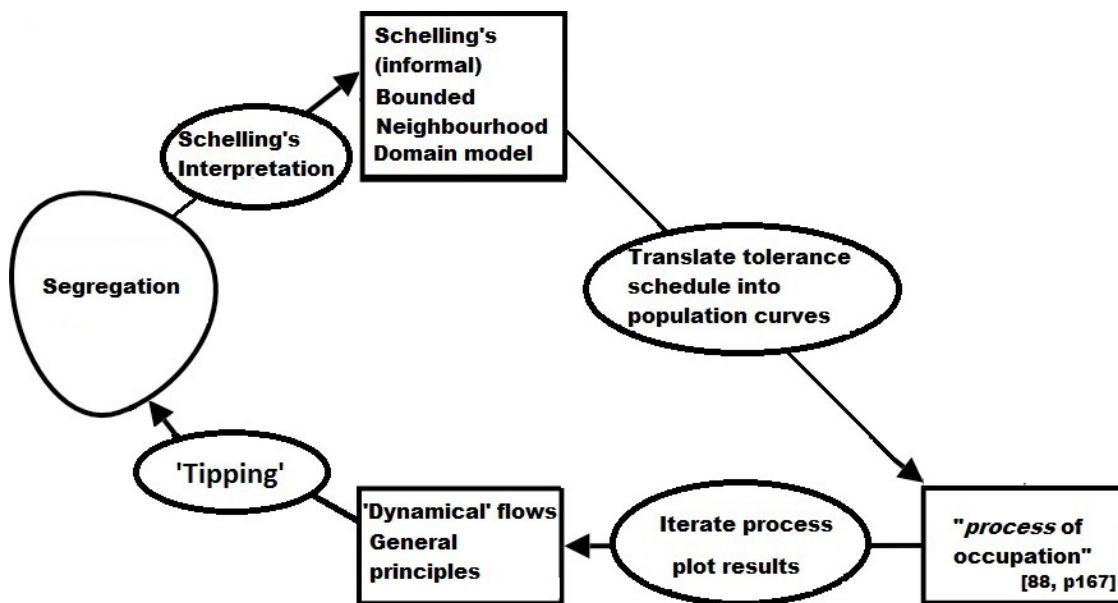 Schelling's
(informal)
Bounded
Neighbourhood
Domain model
Schelling's
Interpretation
Segregation
Translate tolerance
schedule into
population curves
'Tipping'
'Dynamical' flows
General
principles
Iterate process
plot results
"process of
occupation"
[88, p167]